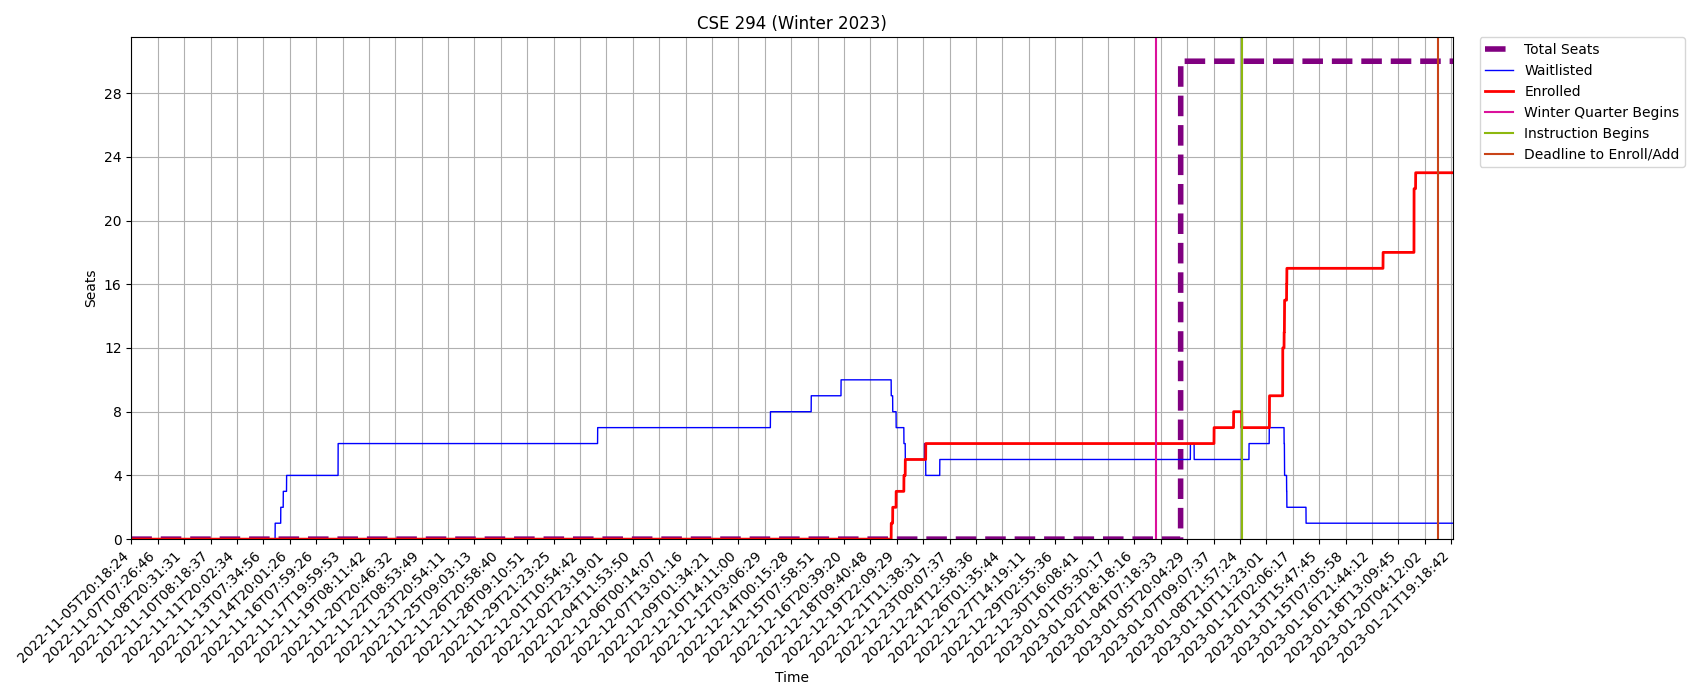 CSE 294 (Winter 2023)
Total Seats
Waitlisted
Enrolled
Winter Quarter Begins
Instruction Begins
Deadline to Enroll/Add
Seats
28
24
20
16
12
8
4
0
2022-11-05T20:18:24
2022-11-07T07:26:46
2022-11-08T20:31:31
2022-11-10T08:18:37
2022-11-11T20:02:34
2022-11-13T07:34:56
2022-11-14T20:01:26
2022-11-16T07:59:26
2022-11-17T19:59:53
2022-11-19T08:11:42
2022-11-20T20:46:32
2022-11-22T08:53:49
2022-11-23T20:54:11
2022-11-25T09:03:13
2022-11-26T20:58:40
2022-11-28T09:10:51
2022-11-29T21:23:25
2022-12-01T10:54:42
2022-12-02T23:19:01
2022-12-04T11:53:50
2022-12-06T00:14:07
2022-12-07T13:01:16
2022-12-09T01:34:21
2022-12-10T14:11:00
2022-12-12T03:06:29
2022-12-14T00:15:28
2022-12-15T07:58:51
2022-12-16T20:39:20
2022-12-18T09:40:48
2022-12-19T22:09:29
2022-12-21T11:38:31
2022-12-23T00:07:37
2022-12-24T12:58:36
2022-12-26T01:35:44
2022-12-27T14:19:11
2022-12-29T02:55:36
2022-12-30T16:08:41
2023-01-01T05:30:17
2023-01-02T18:18:16
2023-01-04T07:18:33
2023-01-05T20:04:29
2023-01-07T09:07:37
2023-01-08T21:57:24
2023-01-10T11:23:01
2023-01-12T02:06:17
2023-01-13T15:47:45
2023-01-15T07:05:58
2023-01-16T21:44:12
2023-01-18T13:09:45
2023-01-20T04:12:02
2023-01-21T19:18:42
Time